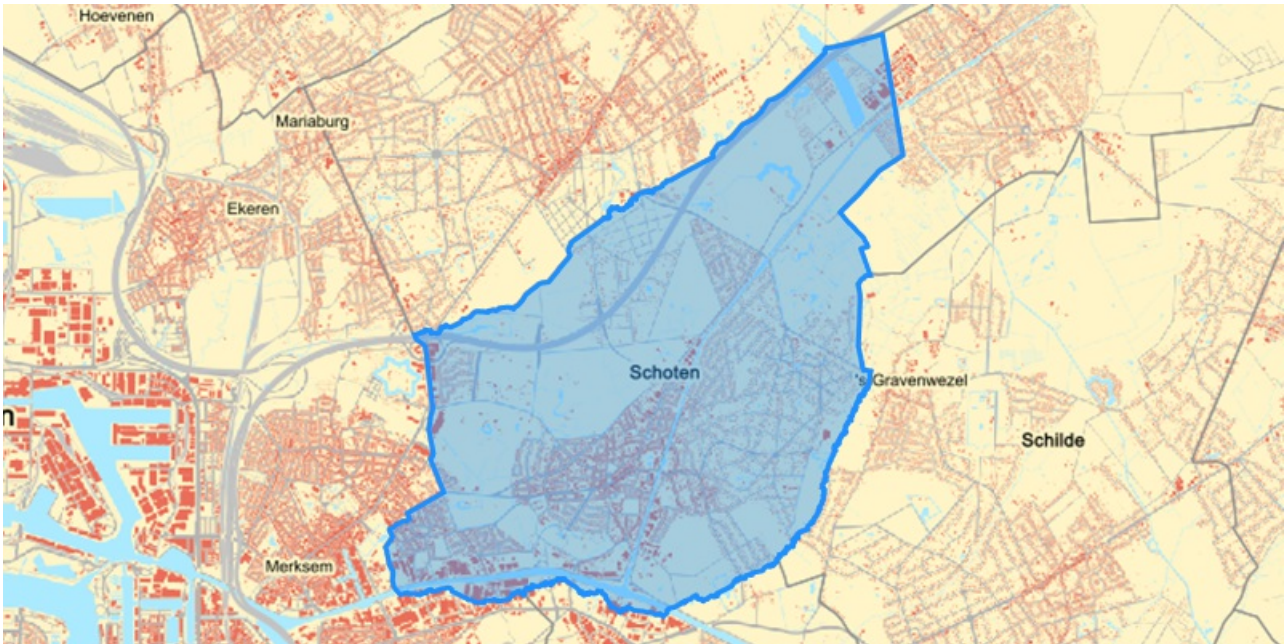 Hoevenen
Mariaburg
Ekeren
Schoten
's Gravenwezel
n
Schilde
Merksem